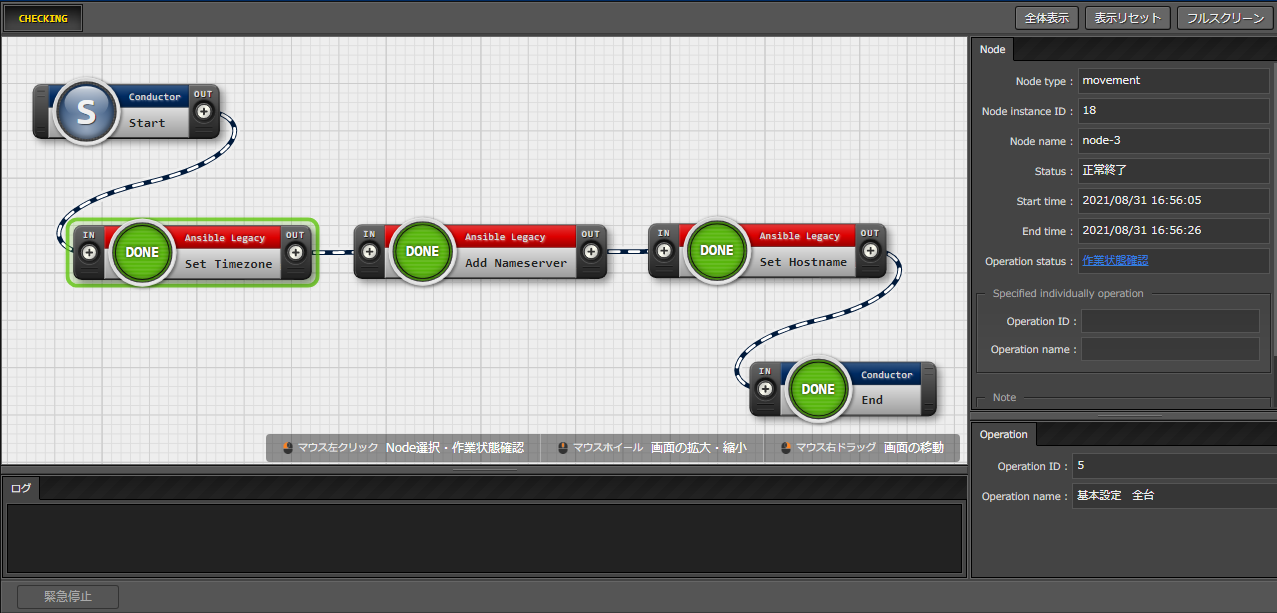 CHECKING
全体表示
表示リセット
フルスクリーン
S
Conductor
Start
OUT
IN
DONE
Ansible Legacy
Set Timezone
OUT
IN
DONE
Ansible Legacy
Add Nameserver
OUT
IN
DONE
Ansible Legacy
Set Hostname
OUT
IN
DONE
Conductor
End
マウス左クリック Node選択・作業状態確認
マウスホイール 画面の拡大・縮小
マウス右ドラッグ 画面の移動
ログ
緊急停止
Node
Node type : movement
Node instance ID : 18
Node name : node-3
Status : 正常終了
Start time : 2021/08/31 16:56:05
End time : 2021/08/31 16:56:26
Operation status : 作業状態確認
Specified individually operation
Operation ID :
Operation name :
Note
Operation
Operation ID : 5
Operation name : 基本設定 全台